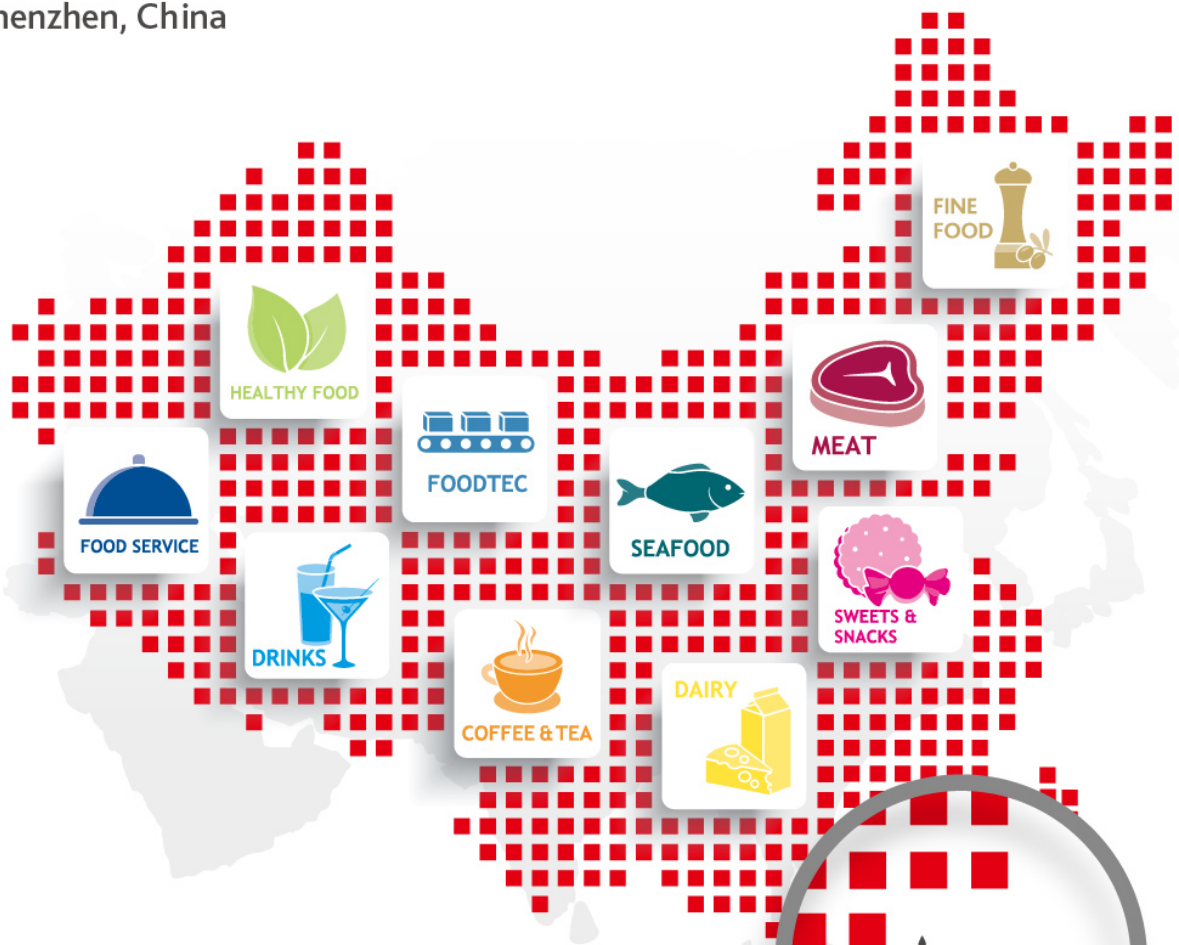 henzhen, China
FINE
FOOD
HEALTHY FOOD
MEAT
FOODTEC
FOOD SERVICE
SEAFOOD
SWEETS &
SNACKS
DRINKS
DAIRY
COFFEE & TEA